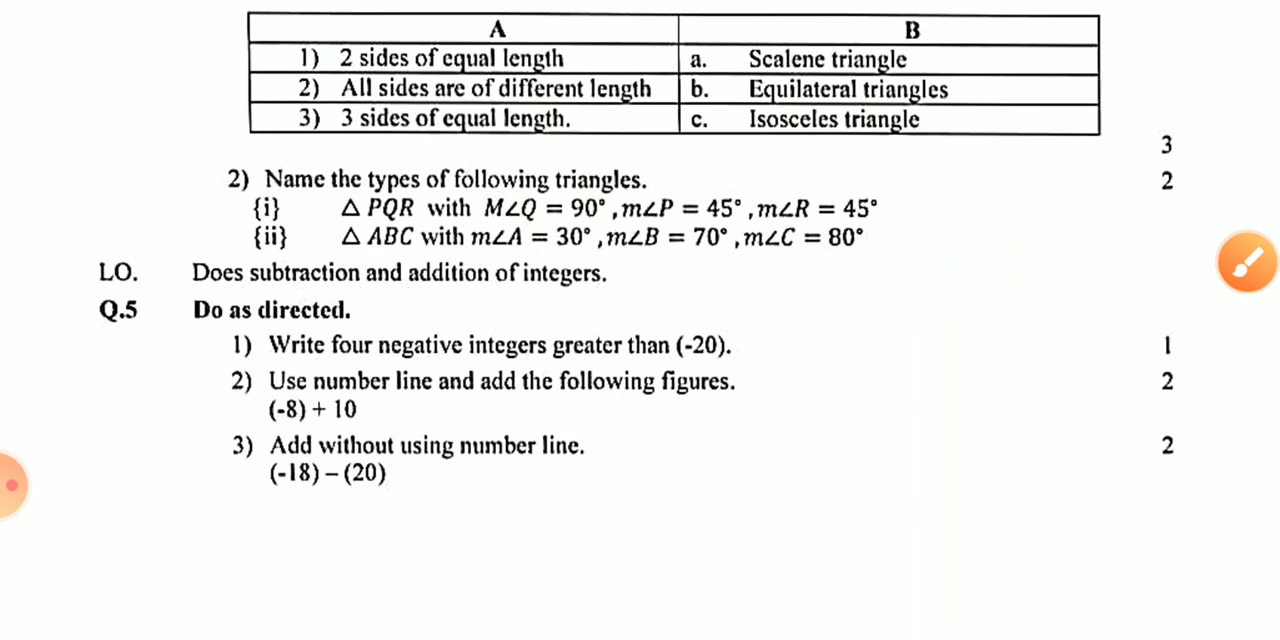 A B
1) 2 sides of equal length a. Scalene triangle
2) All sides are of different length b. Equilateral triangles
3) 3 sides of equal length. c. Isosceles triangle
3
2) Name the types of following triangles. 2
{i} △ PQR with M∠Q = 90° ,m∠P = 45° ,m∠R = 45°
{ii} △ ABC with m∠A = 30° ,m∠B = 70° ,m∠C = 80°
LO. Does subtraction and addition of integers.
Q.5 Do as directed.
1) Write four negative integers greater than (-20). 1
2) Use number line and add the following figures. 2
(-8) + 10
3) Add without using number line. 2
(-18) – (20)